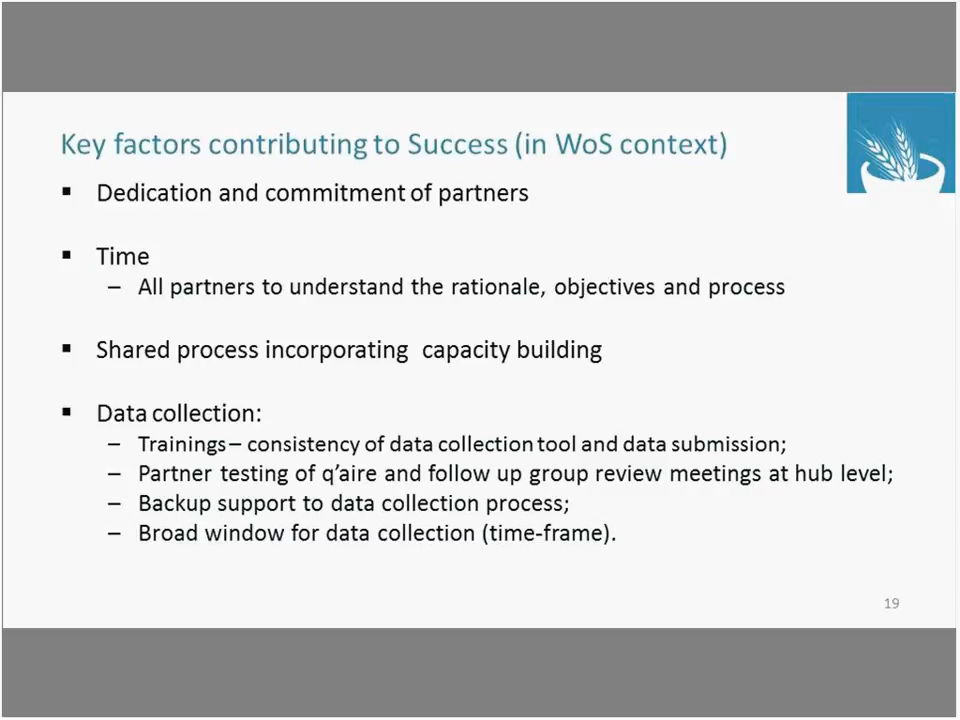 Key factors contributing to Success (in WoS context)
▪ Dedication and commitment of partners
▪ Time
– All partners to understand the rationale, objectives and process
▪ Shared process incorporating capacity building
▪ Data collection:
– Trainings – consistency of data collection tool and data submission;
– Partner testing of q’aire and follow up group review meetings at hub level;
– Backup support to data collection process;
– Broad window for data collection (time-frame).
19